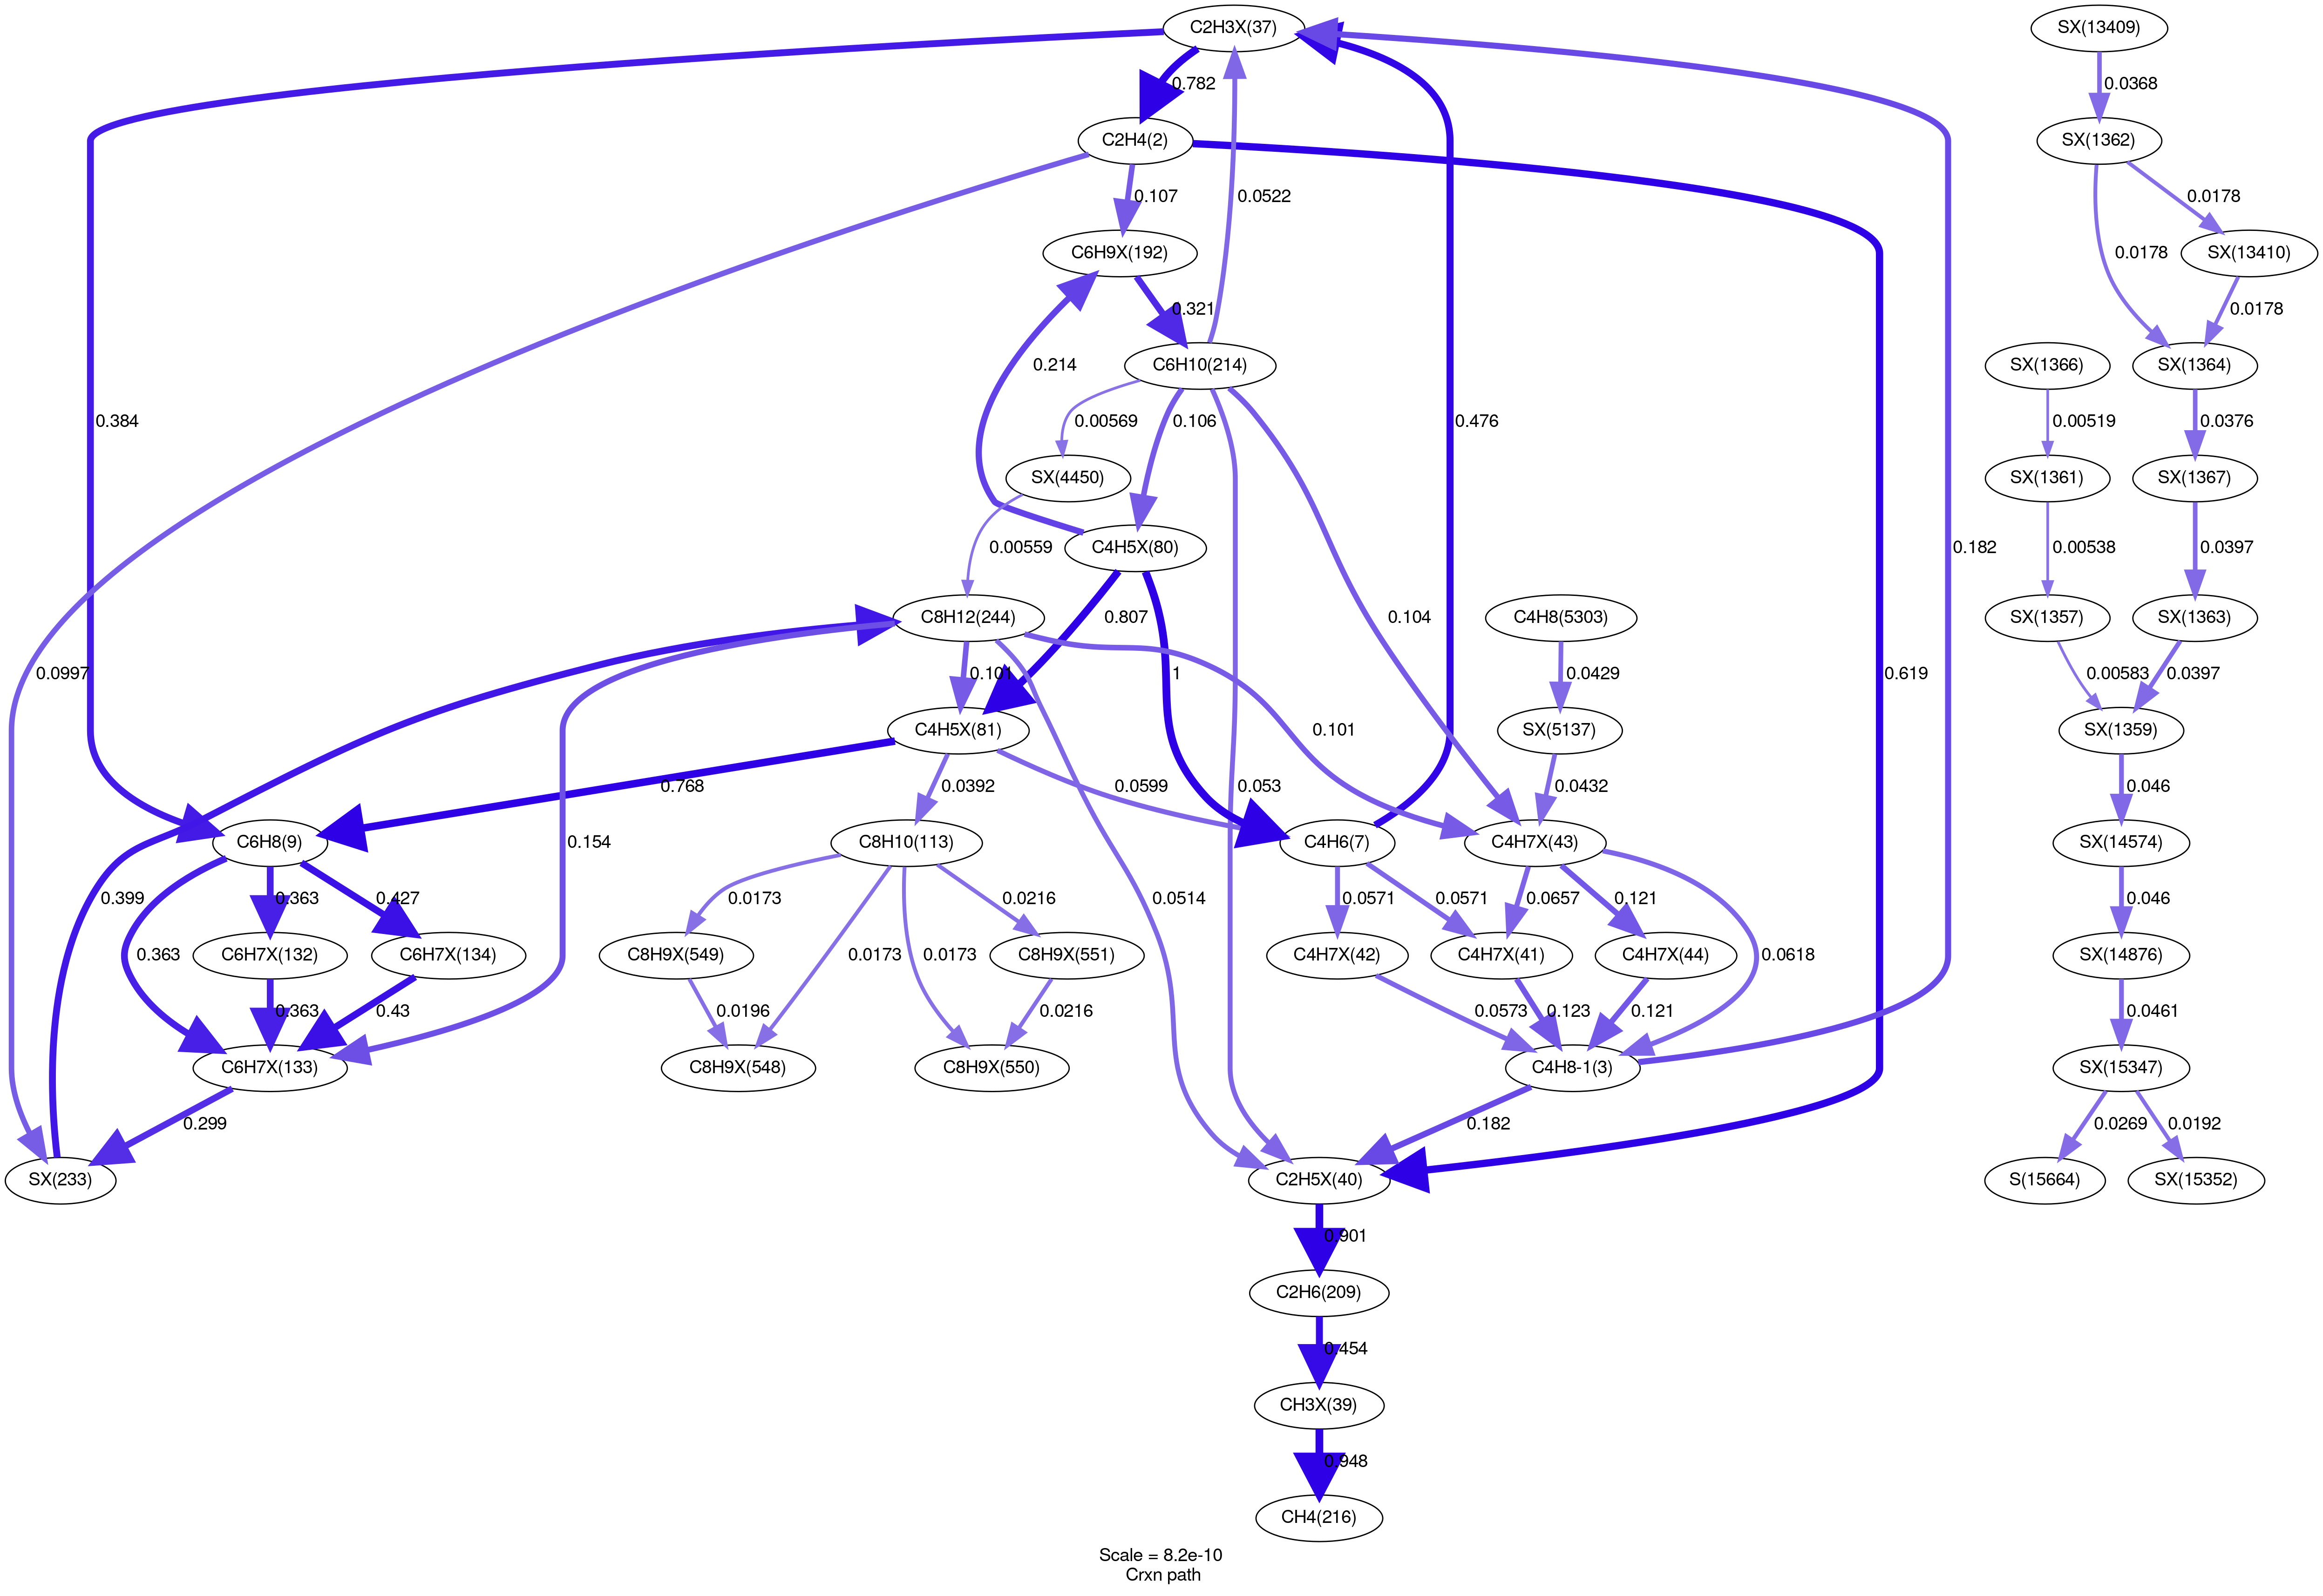 C2H3X(37)
SX(13409)
0.782
0.0368
C2H4(2)
SX(1362)
0.107
0.0522
0.0178
C6H9X(192)
0.0178
SX(13410)
0.321
0.0178
0.214
C6H10(214)
SX(1366)
SX(1364)
0.384
0.00569
0.106
0.476
0.00519
0.0376
SX(4450)
SX(1361)
SX(1367)
0.00559
C4H5X(80)
0.182
0.00538
0.0397
C8H12(244)
0.807
0.104
C4H8(5303)
SX(1357)
SX(1363)
0.0997
0.101
1
0.0429
0.619
0.00583
0.0397
C4H5X(81)
0.101
SX(5137)
SX(1359)
0.768
0.0392
0.0599
0.053
0.0432
0.046
C6H8(9)
0.154
C8H10(113)
C4H6(7)
C4H7X(43)
SX(14574)
0.399
0.363
0.363
0.427
0.0173
0.0216
0.0514
0.0571
0.0571
0.0657
0.121
0.046
C6H7X(132)
C6H7X(134)
C8H9X(549)
0.0173
0.0173
C8H9X(551)
C4H7X(42)
C4H7X(41)
C4H7X(44)
0.0618
SX(14876)
0.363
0.43
0.0196
0.0216
0.0573
0.123
0.121
0.0461
C6H7X(133)
C8H9X(548)
C8H9X(550)
C4H8-1(3)
SX(15347)
0.299
0.182
0.0269
0.0192
SX(233)
C2H5X(40)
S(15664)
SX(15352)
0.901
C2H6(209)
0.454
CH3X(39)
0.948
CH4(216)
Scale = 8.2e-10
Crxn path